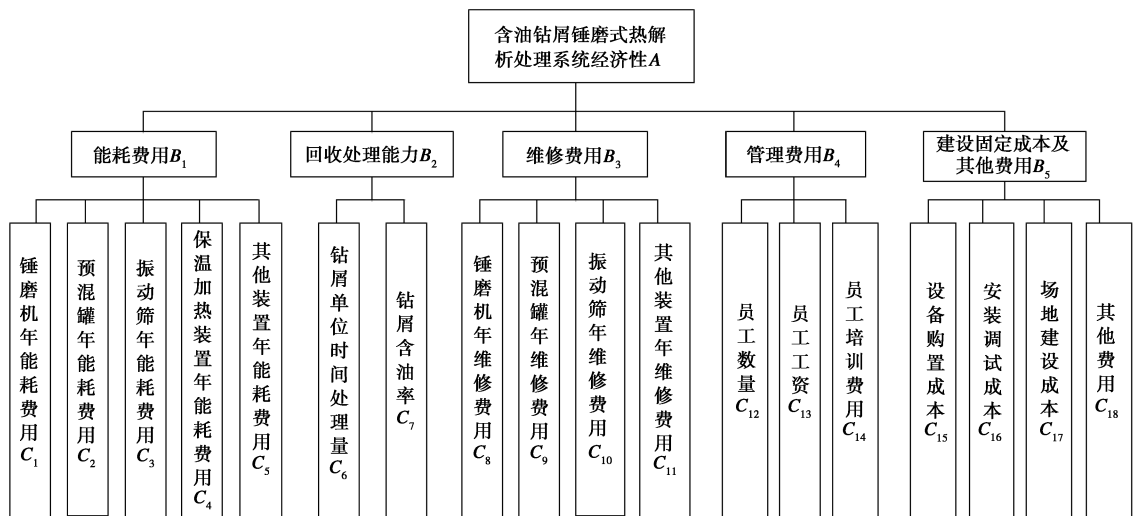 含油钻屑锤磨式热解
析处理系统经济性A
能耗费用B₁
回收处理能力B₂
维修费用B₃
管理费用B₄
建设固定成本及
其他费用B₅
锤磨机年能耗费用C₁
预混罐年能耗费用C₂
振动筛年能耗费用C₃
保温加热装置年能耗费用C₄
其他装置年能耗费用C₅
钻屑单位时间处理量C₆
钻屑含油率C₇
锤磨机年维修费用C₈
预混罐年维修费用C₉
振动筛年维修费用C₁₀
其他装置年维修费用C₁₁
员工数量C₁₂
员工工资C₁₃
员工培训费用C₁₄
设备购置成本C₁₅
安装调试成本C₁₆
场地建设成本C₁₇
其他费用C₁₈